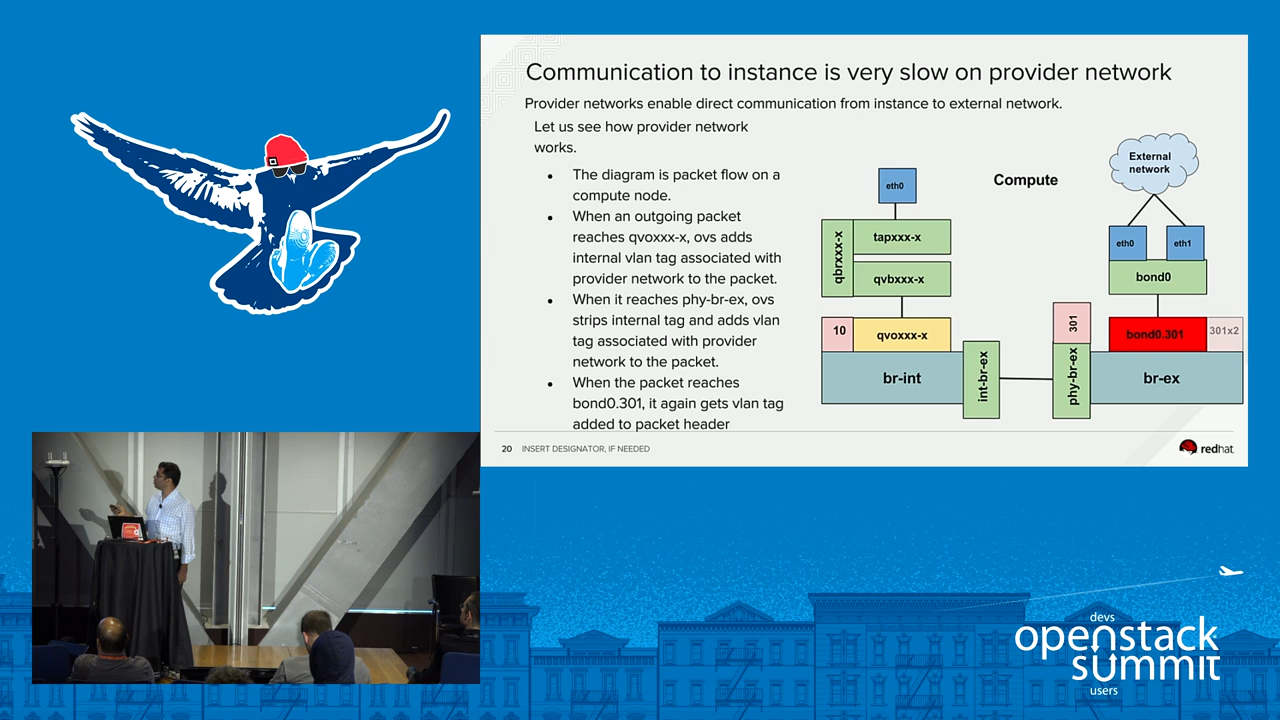 Communication to instance is very slow on provider network
Provider networks enable direct communication from instance to external network.
Let us see how provider network
works.
● The diagram is packet flow on a
compute node.
● When an outgoing packet
reaches qvoxxx-x, ovs adds
internal vlan tag associated with
provider network to the packet.
● When it reaches phy-br-ex, ovs
strips internal tag and adds vlan
tag associated with provider
network to the packet.
● When the packet reaches
bond0.301, it again gets vlan tag
added to packet header
Compute
eth0
qbrxxx-x
tapxxx-x
qvbxxx-x
10
qvoxxx-x
br-int
int-br-ex
External
network
eth0
eth1
bond0
301
bond0.301
301x2
phy-br-ex
br-ex
20 INSERT DESIGNATOR, IF NEEDED
redhat
devs
openstack
summit
users